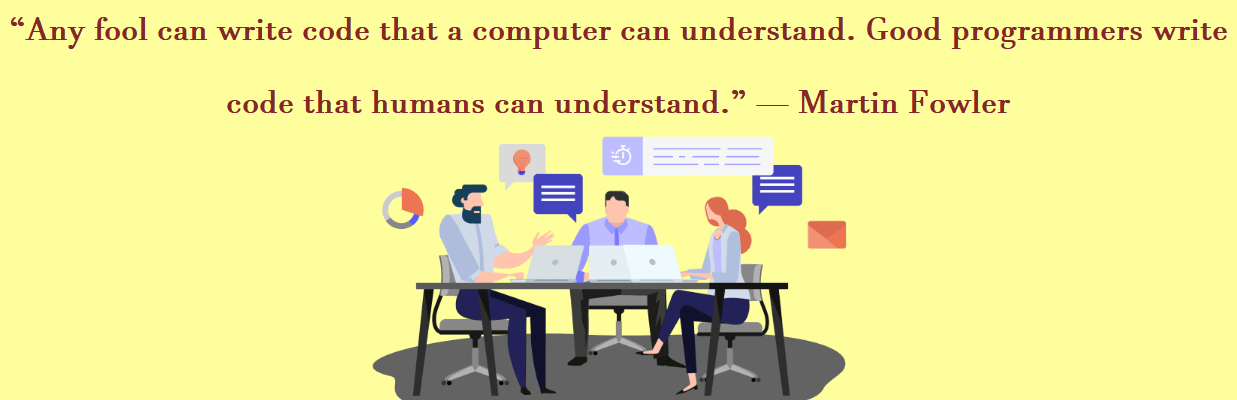 “Any fool can write code that a computer can understand. Good programmers write
code that humans can understand.” — Martin Fowler